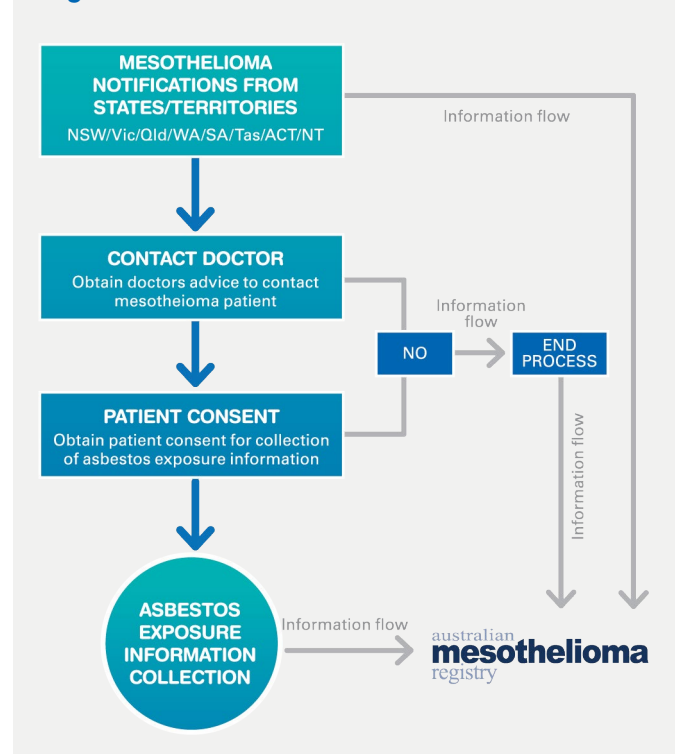 MESOTHELIOMA
NOTIFICATIONS FROM
STATES/TERRITORIES
NSW/Vic/Qld/WA/SA/Tas/ACT/NT
Information flow
CONTACT DOCTOR
Obtain doctors advice to contact
mesotheioma patient
Information
flow
NO
END
PROCESS
PATIENT CONSENT
Obtain patient consent for collection
of asbestos exposure information
Information flow
ASBESTOS
EXPOSURE
INFORMATION
COLLECTION
Information flow
australian
mesothelioma
registry